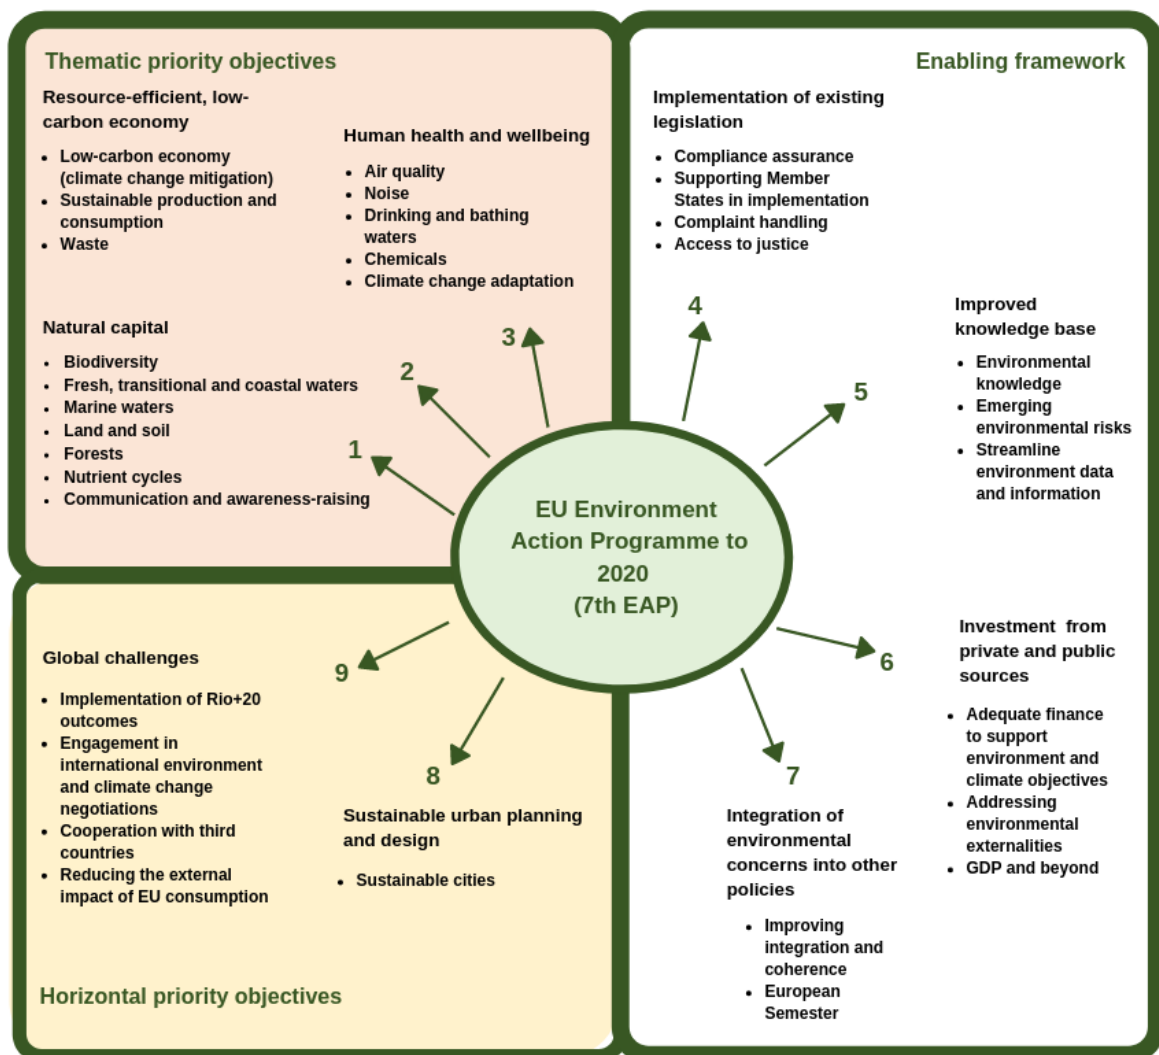 Thematic priority objectives
Resource-efficient, low-
carbon economy
• Low-carbon economy
(climate change mitigation)
• Sustainable production and
consumption
• Waste
Human health and wellbeing
• Air quality
• Noise
• Drinking and bathing
waters
• Chemicals
• Climate change adaptation
Natural capital
• Biodiversity
• Fresh, transitional and coastal waters
• Marine waters
• Land and soil
• Forests
• Nutrient cycles
• Communication and awareness-raising
3
2
1
Enabling framework
Implementation of existing
legislation
• Compliance assurance
• Supporting Member
States in implementation
• Complaint handling
• Access to justice
4
Improved
knowledge base
• Environmental
knowledge
• Emerging
environmental risks
• Streamline
environment data
and information
5
EU Environment
Action Programme to
2020
(7th EAP)
Investment from
private and public
sources
• Adequate finance
to support
environment and
climate objectives
• Addressing
environmental
externalities
• GDP and beyond
6
7
Integration of
environmental
concerns into other
policies
• Improving
integration and
coherence
• European
Semester
Global challenges
• Implementation of Rio+20
outcomes
• Engagement in
international environment
and climate change
negotiations
• Cooperation with third
countries
• Reducing the external
impact of EU consumption
9
8
Sustainable urban planning
and design
• Sustainable cities
Horizontal priority objectives